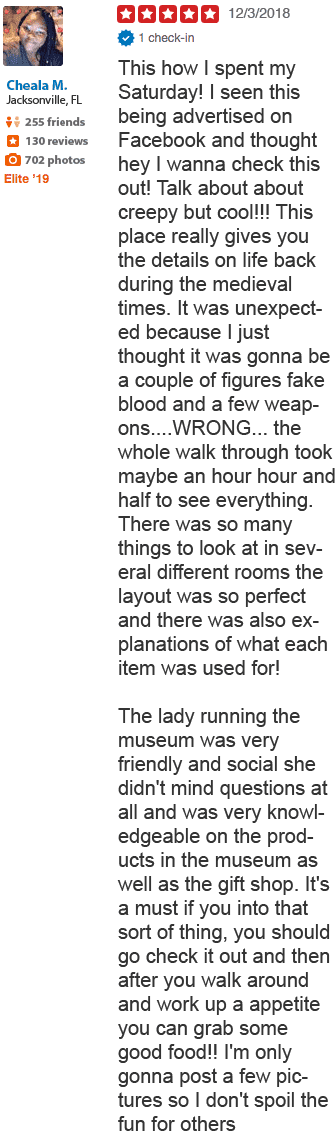 12/3/2018
1 check-in
Cheala M.
Jacksonville, FL
255 friends
130 reviews
702 photos
Elite '19
This how I spent my
Saturday! I seen this
being advertised on
Facebook and thought
hey I wanna check this
out! Talk about about
creepy but cool!!! This
place really gives you
the details on life back
during the medieval
times. It was unexpect-
ed because I just
thought it was gonna be
a couple of figures fake
blood and a few weap-
ons....WRONG... the
whole walk through took
maybe an hour hour and
half to see everything.
There was so many
things to look at in sev-
eral different rooms the
layout was so perfect
and there was also ex-
planations of what each
item was used for!
The lady running the
museum was very
friendly and social she
didn't mind questions at
all and was very knowl-
edgeable on the prod-
ucts in the museum as
well as the gift shop. It's
a must if you into that
sort of thing, you should
go check it out and then
after you walk around
and work up a appetite
you can grab some
good food!! I'm only
gonna post a few pic-
tures so I don't spoil the
fun for others